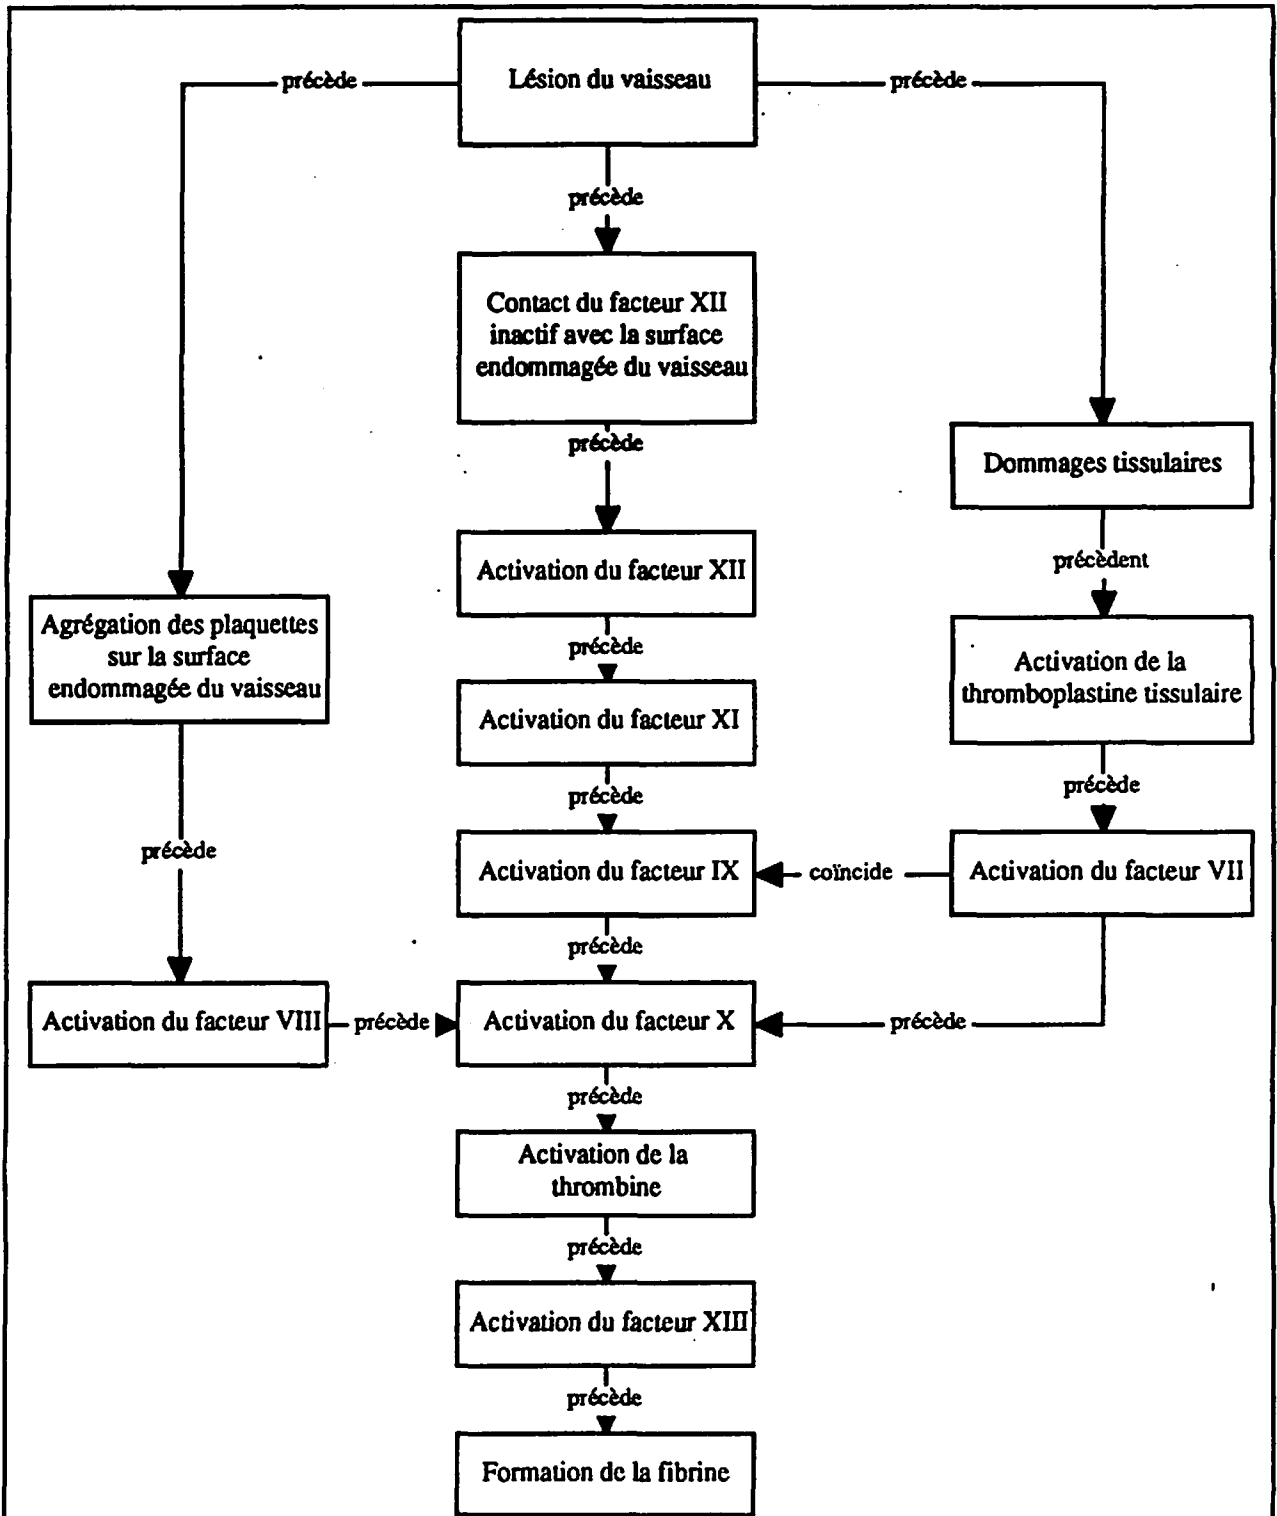 Lésion du vaisseau
précède
précède
précède
Contact du facteur XII
inactif avec la surface
endommagée du vaisseau
précède
Dommages tissulaires
précèdent
Activation du facteur XII
précède
Agrégation des plaquettes
sur la surface
endommagée du vaisseau
Activation de la
thromboplastine tissulaire
Activation du facteur XI
précède
précède
précède
Activation du facteur IX
coïncide
Activation du facteur VII
précède
Activation du facteur VIII
précède
Activation du facteur X
précède
précède
Activation de la
thrombine
précède
Activation du facteur XIII
précède
Formation de la fibrine